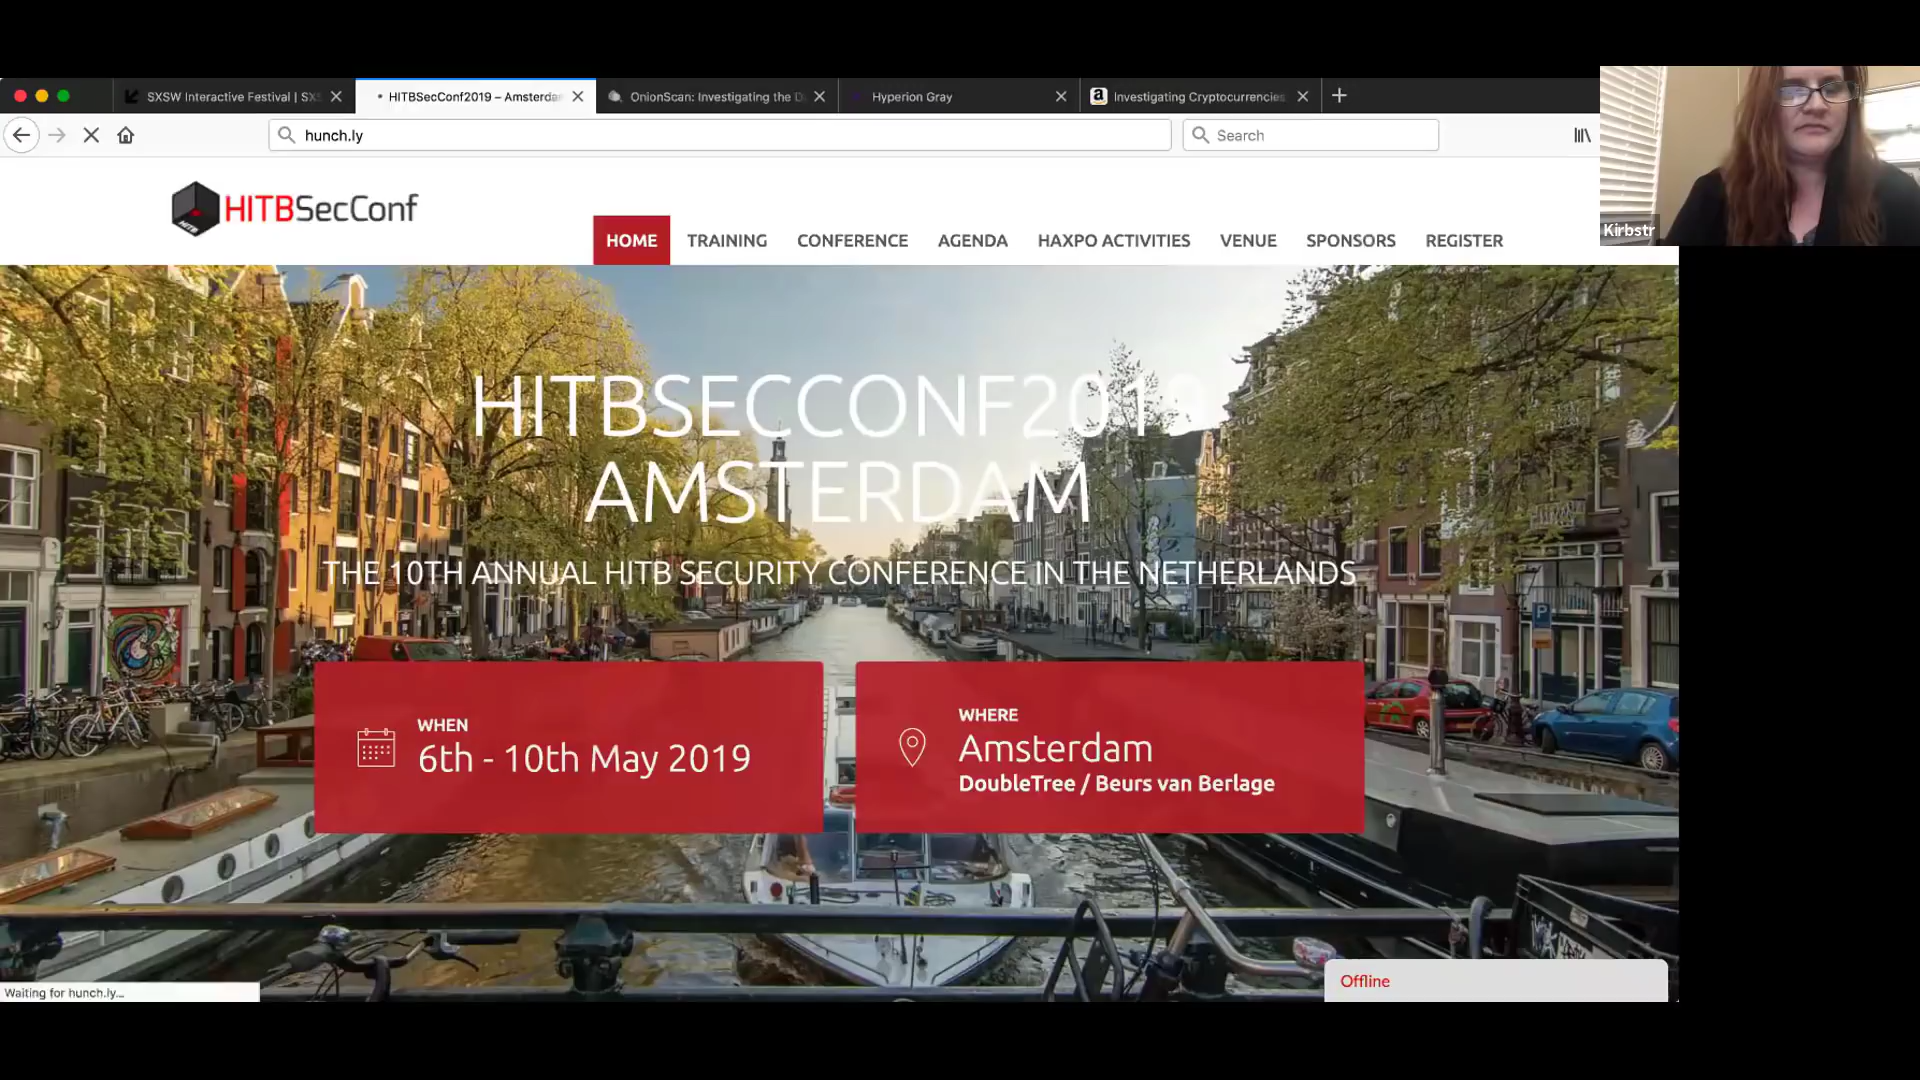 SXSW Interactive Festival | SXS
HITBSecConf2019 – Amsterda
OnionScan: Investigating the D
Hyperion Gray
Investigating Cryptocurrencies
hunch.ly
Search
HITBSecConf
HOME
TRAINING
CONFERENCE
AGENDA
HAXPO ACTIVITIES
VENUE
SPONSORS
REGISTER
Kirbstr
HITBSECCONF2019
AMSTERDAM
THE 10TH ANNUAL HITB SECURITY CONFERENCE IN THE NETHERLANDS
WHEN
6th - 10th May 2019
WHERE
Amsterdam
DoubleTree / Beurs van Berlage
Offline
Waiting for hunch.ly...